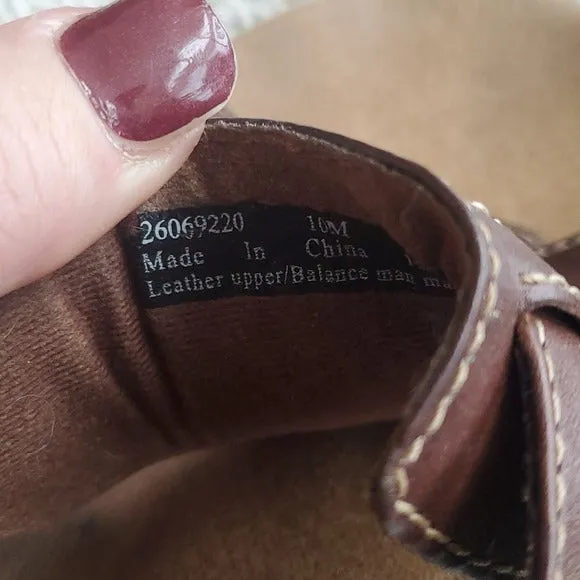 26069220 10M
Made In China
Leather upper/Balance man